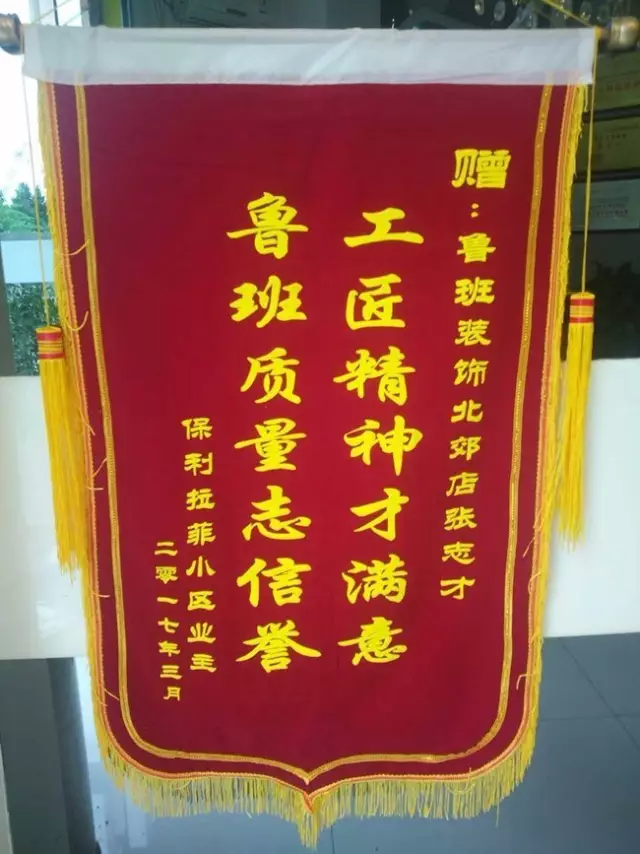 赠：鲁班装饰北郊店张志才
工匠精神才满意
鲁班质量志信誉
保利拉菲小区业主
二零一七年三月